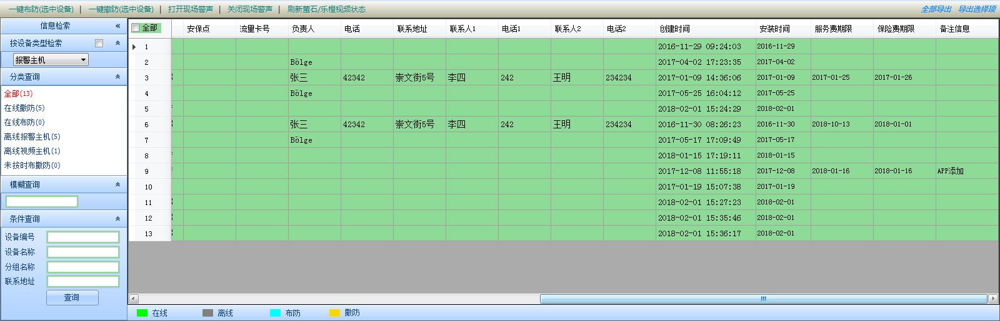 一键布防(选中设备) | 一键撤防(选中设备) | 打开现场警声 | 关闭现场警声 | 刷新萤石/乐橙视频状态 全部导出 导出选择项
信息检索 «
按设备类型检索
报警主机
分类查询
全部(13)
在线撤防(5)
在线布防(0)
离线报警主机(5)
离线视频主机(1)
未按时布撤防(0)
模糊查询
条件查询
设备编号
设备名称
分组名称
联系地址
查询
全部 安保点 流量卡号 负责人 电话 联系地址 联系人1 电话1 联系人2 电话2 创建时间 安装时间 服务费期限 保险费期限 备注信息
1 2016-11-29 09:24:03 2016-11-29
2 Bölge 2017-04-02 17:23:35 2017-04-02
3 张三 42342 崇文街5号 李四 242 王明 234234 2017-01-09 14:36:06 2017-01-09 2017-01-25 2017-01-26
4 Bölge 2017-05-25 16:04:12 2017-05-25
5 2018-02-01 15:24:29 2018-02-01
6 张三 42342 崇文街5号 李四 242 王明 234234 2016-11-30 08:26:23 2016-11-30 2018-10-13 2018-01-01
7 Bölge 2017-05-17 17:09:49 2017-05-17
8 2018-01-15 17:19:11 2018-01-15
9 2017-12-08 11:55:18 2017-12-08 2018-01-16 2018-01-16 APP添加
10 2017-01-19 15:07:38 2017-01-19
11 2018-02-01 15:27:23 2018-02-01
12 2018-02-01 15:35:46 2018-02-01
13 2018-02-01 15:36:17 2018-02-01
在线 离线 布防 撤防